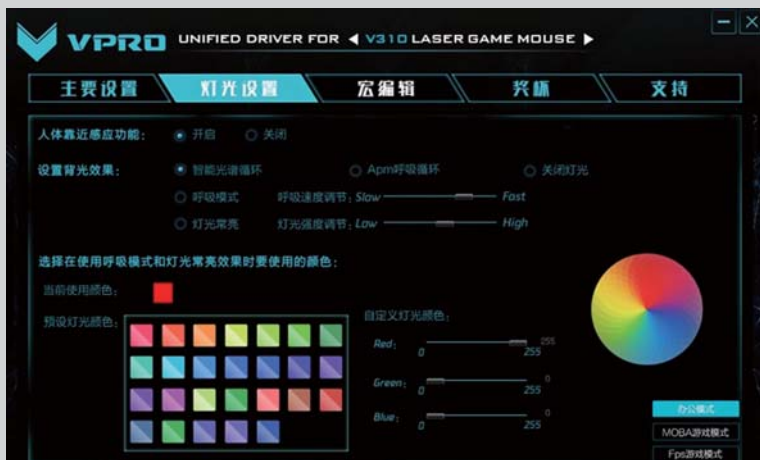 VPRO UNIFIED DRIVER FOR V310 LASER GAME MOUSE
主要设置 灯光设置 宏编辑 奖杯 支持
人体靠近感应功能： 开启 关闭
设置背光效果： 智能光谱循环 Apm呼吸循环 关闭灯光
呼吸模式 呼吸速度调节：Slow Fast
灯光常亮 灯光强度调节：Low High
选择在使用呼吸模式和灯光常亮效果时要使用的颜色：
当前使用颜色：
预设灯光颜色： 自定义灯光颜色：
Red： 0 255 255
Green： 0 255 0
Blue： 0 255 0
办公模式
MOBA游戏模式
Fps游戏模式